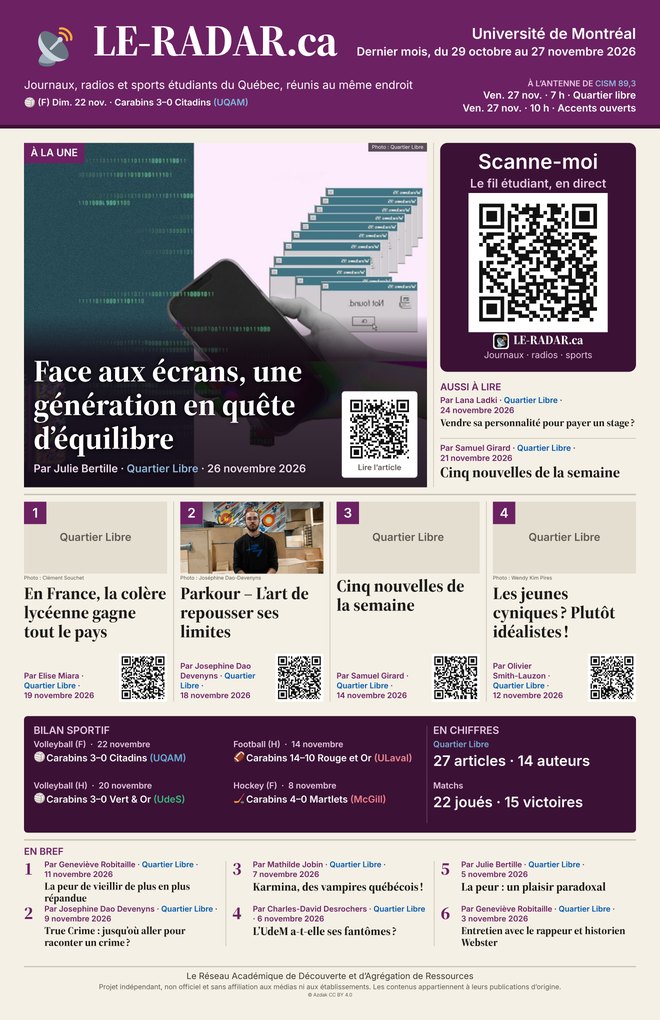 LE-RADAR.ca
Université de Montréal
Dernier mois, du 29 octobre au 27 novembre 2026
Journaux, radios et sports étudiants du Québec, réunis au même endroit
(F) Dim. 22 nov. · Carabins 3–0 Citadins (UQAM)
À L'ANTENNE DE CISM 89,3
Ven. 27 nov. · 7 h · Quartier libre
Ven. 27 nov. · 10 h · Accents ouverts
À LA UNE
Photo : Quartier Libre
Not found
Face aux écrans, une
génération en quête
d'équilibre
Par Julie Bertille · Quartier Libre · 26 novembre 2026
Lire l'article
Scanne-moi
Le fil étudiant, en direct
LE-RADAR.ca
Journaux · radios · sports
AUSSI À LIRE
Par Lana Ladki · Quartier Libre ·
24 novembre 2026
Vendre sa personnalité pour payer un stage ?
Par Samuel Girard · Quartier Libre ·
21 novembre 2026
Cinq nouvelles de la semaine
1
Quartier Libre
Photo : Clément Souchet
En France, la colère
lycéenne gagne
tout le pays
Par Elise Miara ·
Quartier Libre ·
19 novembre 2026
2
Photo : Joséphine Dao-Devenyns
Parkour – L'art de
repousser ses
limites
Par Josephine Dao
Devenyns · Quartier
Libre ·
18 novembre 2026
3
Quartier Libre
Cinq nouvelles de
la semaine
Par Samuel Girard ·
Quartier Libre ·
14 novembre 2026
4
Quartier Libre
Photo : Wendy Kim Pires
Les jeunes
cyniques ? Plutôt
idéalistes !
Par Olivier
Smith-Lauzon ·
Quartier Libre ·
12 novembre 2026
BILAN SPORTIF
Volleyball (F) · 22 novembre
Carabins 3–0 Citadins (UQAM)
Football (H) · 14 novembre
Carabins 14–10 Rouge et Or (ULaval)
Volleyball (H) · 20 novembre
Carabins 3–0 Vert & Or (UdeS)
Hockey (F) · 8 novembre
Carabins 4–0 Martlets (McGill)
EN CHIFFRES
Quartier Libre
27 articles · 14 auteurs
Matchs
22 joués · 15 victoires
EN BREF
1
Par Geneviève Robitaille · Quartier Libre ·
11 novembre 2026
La peur de vieillir de plus en plus
répandue
2
Par Josephine Dao Devenyns · Quartier Libre ·
9 novembre 2026
True Crime : jusqu'où aller pour
raconter un crime ?
3
Par Mathilde Jobin · Quartier Libre ·
7 novembre 2026
Karmina, des vampires québécois !
4
Par Charles-David Desrochers · Quartier Libre
· 6 novembre 2026
L'UdeM a-t-elle ses fantômes ?
5
Par Julie Bertille · Quartier Libre ·
5 novembre 2026
La peur : un plaisir paradoxal
6
Par Geneviève Robitaille · Quartier Libre ·
3 novembre 2026
Entretien avec le rappeur et historien
Webster
Le Réseau Académique de Découverte et d'Agrégation de Ressources
Projet indépendant, non officiel et sans affiliation aux médias ni aux établissements. Les contenus appartiennent à leurs publications d'origine.
© Azdak CC BY 4.0